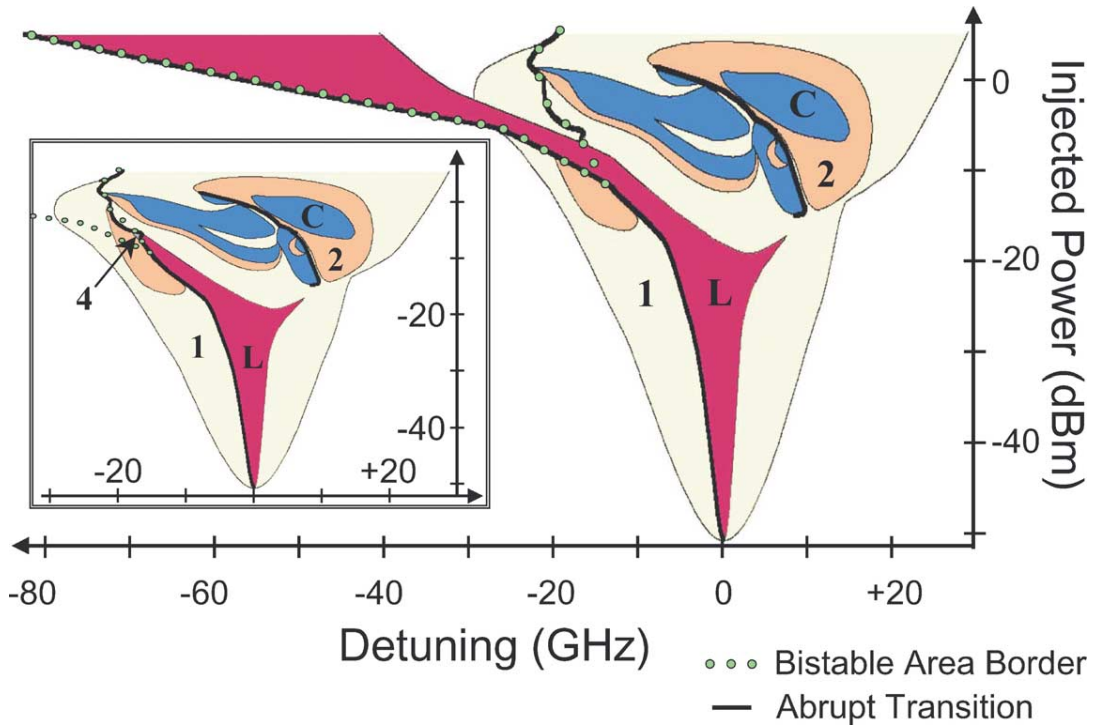 0
-20
-40
Injected Power (dBm)
C
2
1
L
C
2
4
1
L
-20
-40
-20
+20
-80
-60
-40
-20
0
+20
Detuning (GHz)
Bistable Area Border
Abrupt Transition